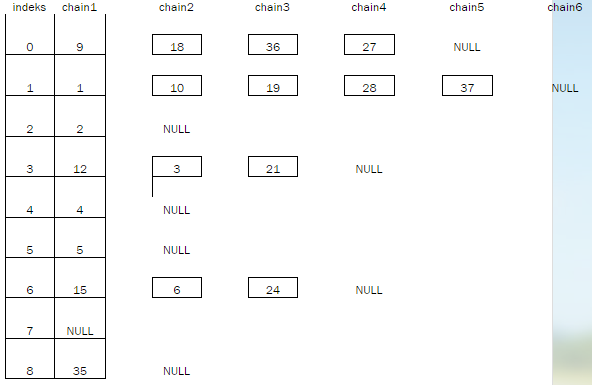 indeks chain1 chain2 chain3 chain4 chain5 chain6
0 9 18 36 27 NULL
1 1 10 19 28 37 NULL
2 2 NULL
3 12 3 21 NULL
4 4 NULL
5 5 NULL
6 15 6 24 NULL
7 NULL
8 35 NULL